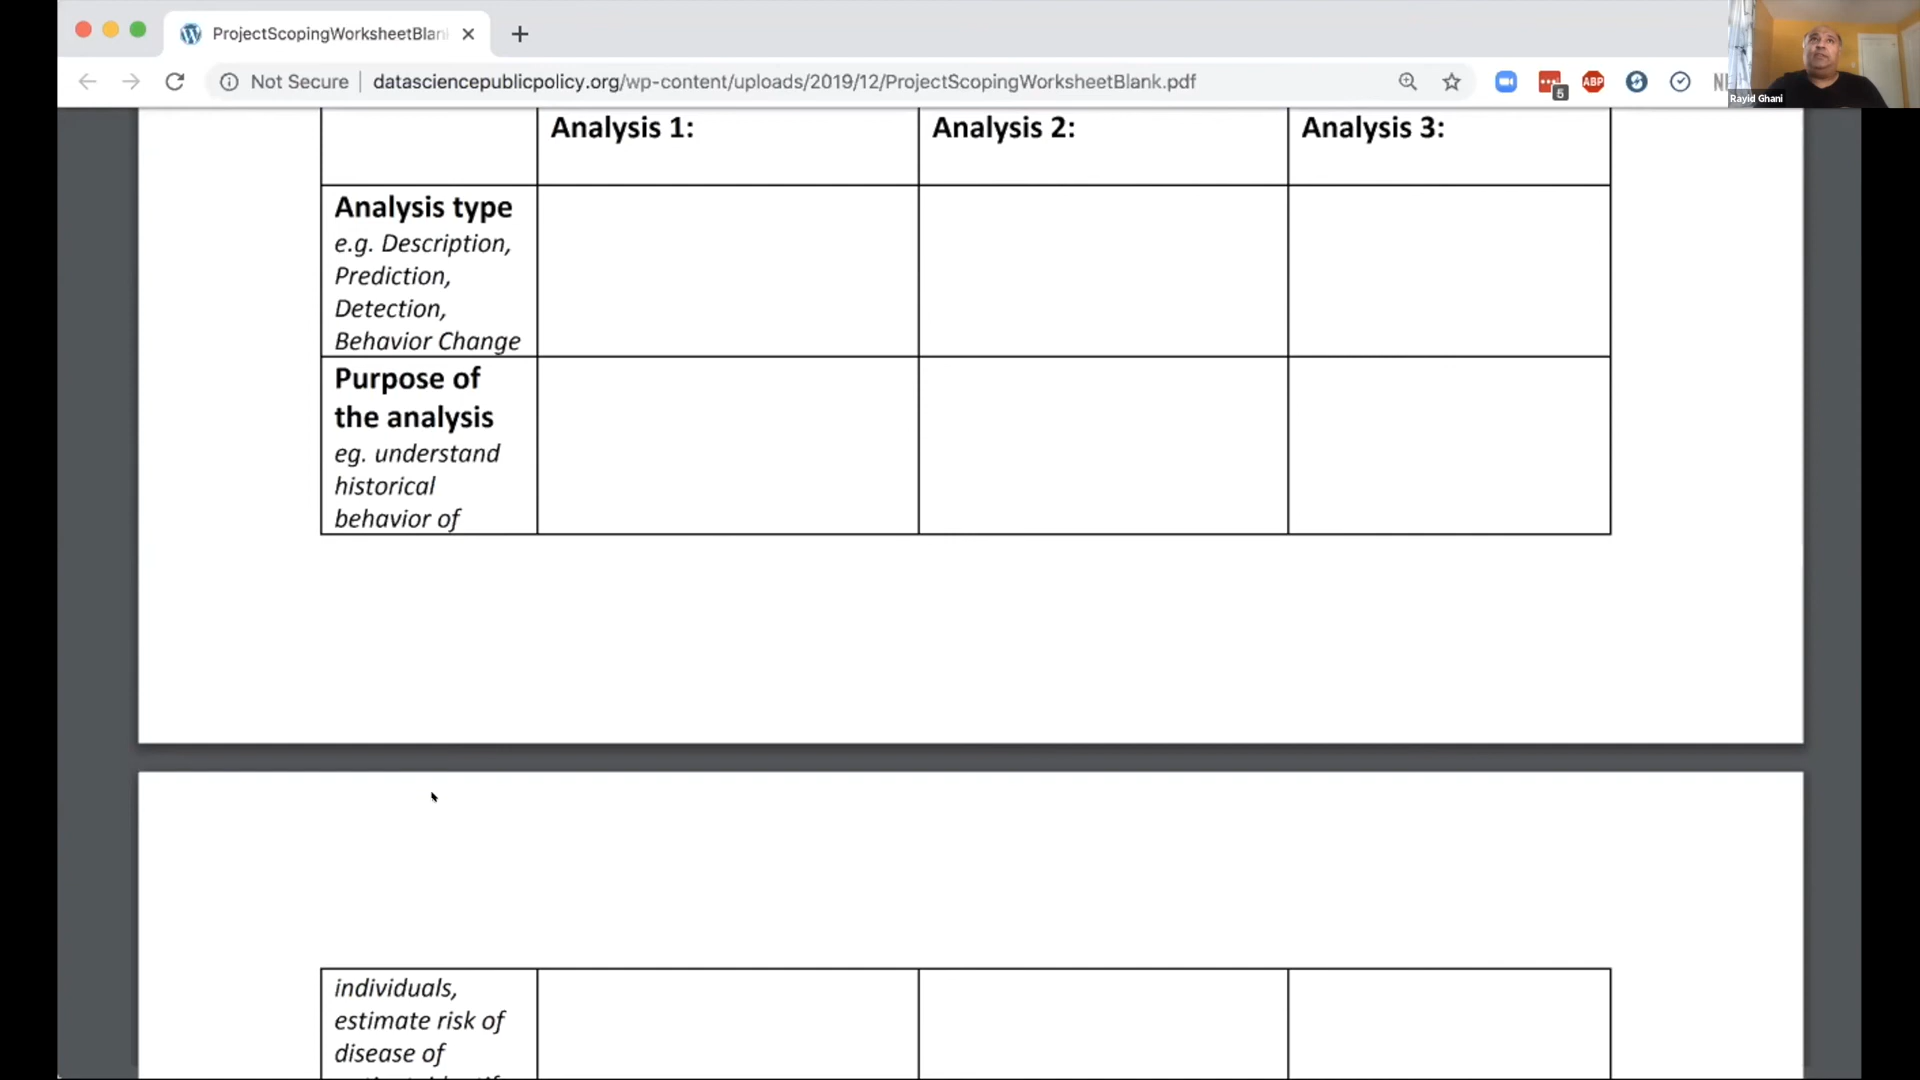 ProjectScopingWorksheetBlan
Not Secure
datasciencepublicpolicy.org/wp-content/uploads/2019/12/ProjectScopingWorksheetBlank.pdf
5
ABP
Rayid Ghani
Analysis 1:
Analysis 2:
Analysis 3:
Analysis type
e.g. Description,
Prediction,
Detection,
Behavior Change
Purpose of
the analysis
eg. understand
historical
behavior of
individuals,
estimate risk of
disease of